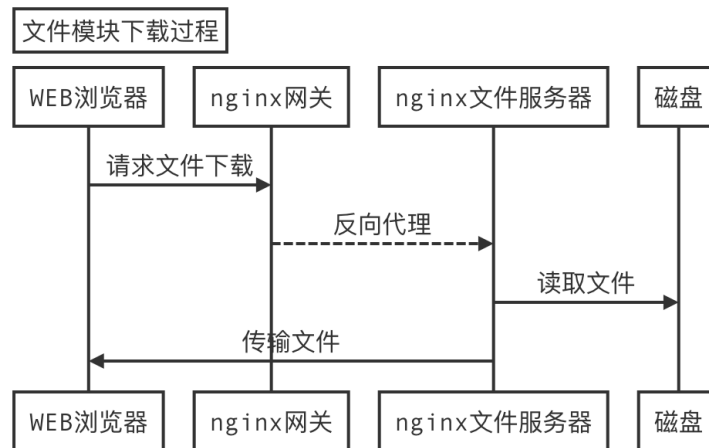 文件模块下载过程
WEB浏览器 nginx网关 nginx文件服务器 磁盘
请求文件下载
反向代理
读取文件
传输文件
WEB浏览器 nginx网关 nginx文件服务器 磁盘